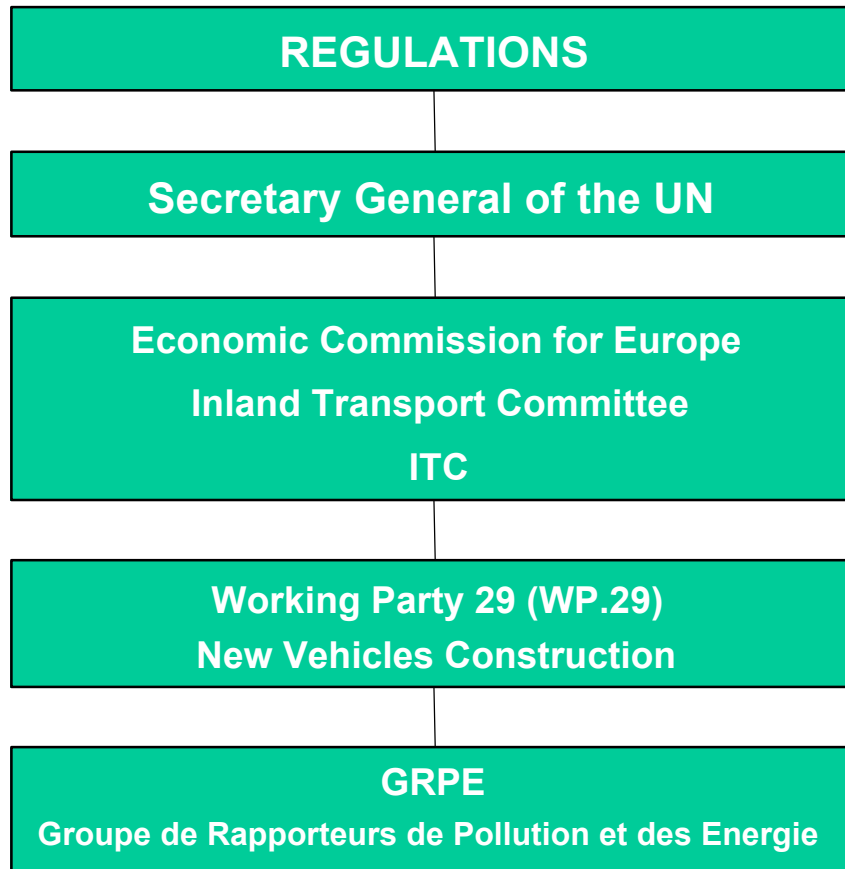 REGULATIONS
Secretary General of the UN
Economic Commission for Europe
Inland Transport Committee
ITC
Working Party 29 (WP.29)
New Vehicles Construction
GRPE
Groupe de Rapporteurs de Pollution et des Energie